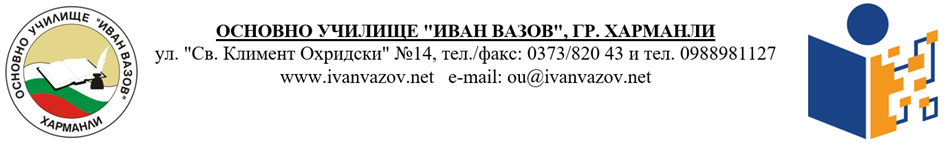 ОСНОВНО УЧИЛИЩЕ "ИВАН ВАЗОВ"
ХАРМАНЛИ
ОСНОВНО УЧИЛИЩЕ "ИВАН ВАЗОВ", ГР. ХАРМАНЛИ
ул. "Св. Климент Охридски" №14, тел./факс: 0373/820 43 и тел. 0988981127
www.ivanvazov.net e-mail: ou@ivanvazov.net